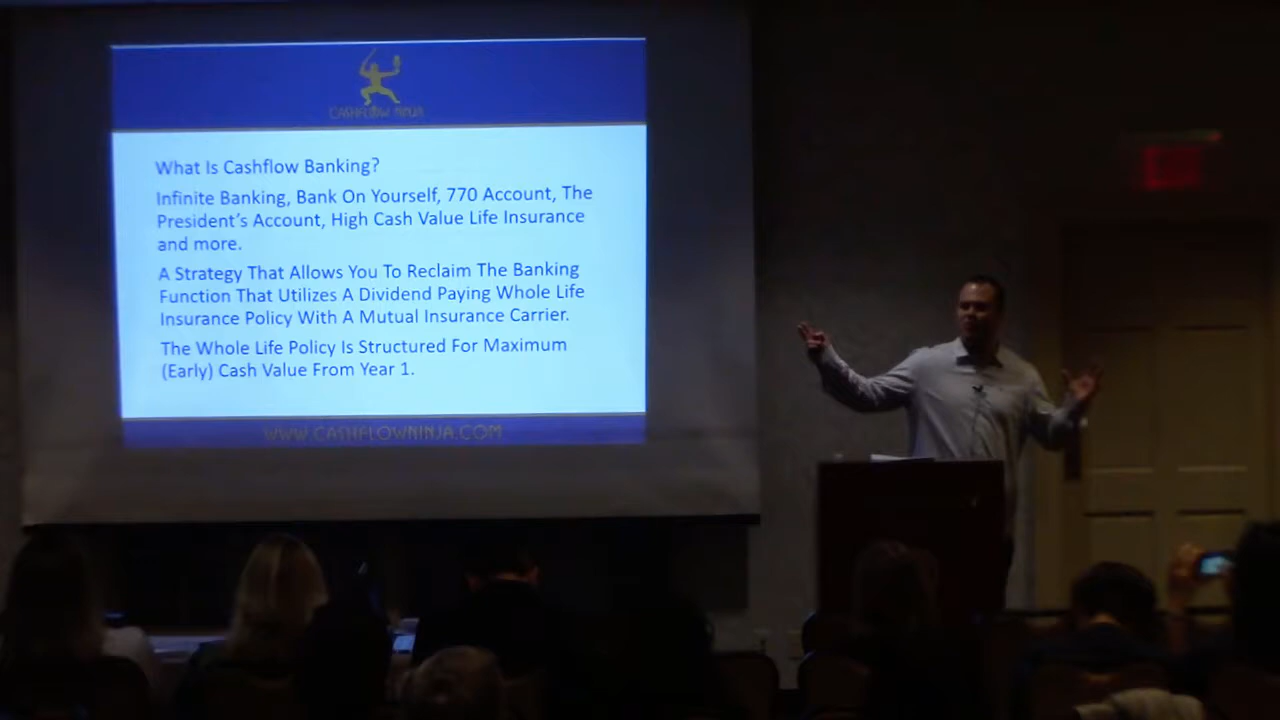 CASHFLOW NINJA
What Is Cashflow Banking?
Infinite Banking, Bank On Yourself, 770 Account, The
President's Account, High Cash Value Life Insurance
and more.
A Strategy That Allows You To Reclaim The Banking
Function That Utilizes A Dividend Paying Whole Life
Insurance Policy With A Mutual Insurance Carrier.
The Whole Life Policy Is Structured For Maximum
(Early) Cash Value From Year 1.
WWW.CASHFLOWNINJA.COM